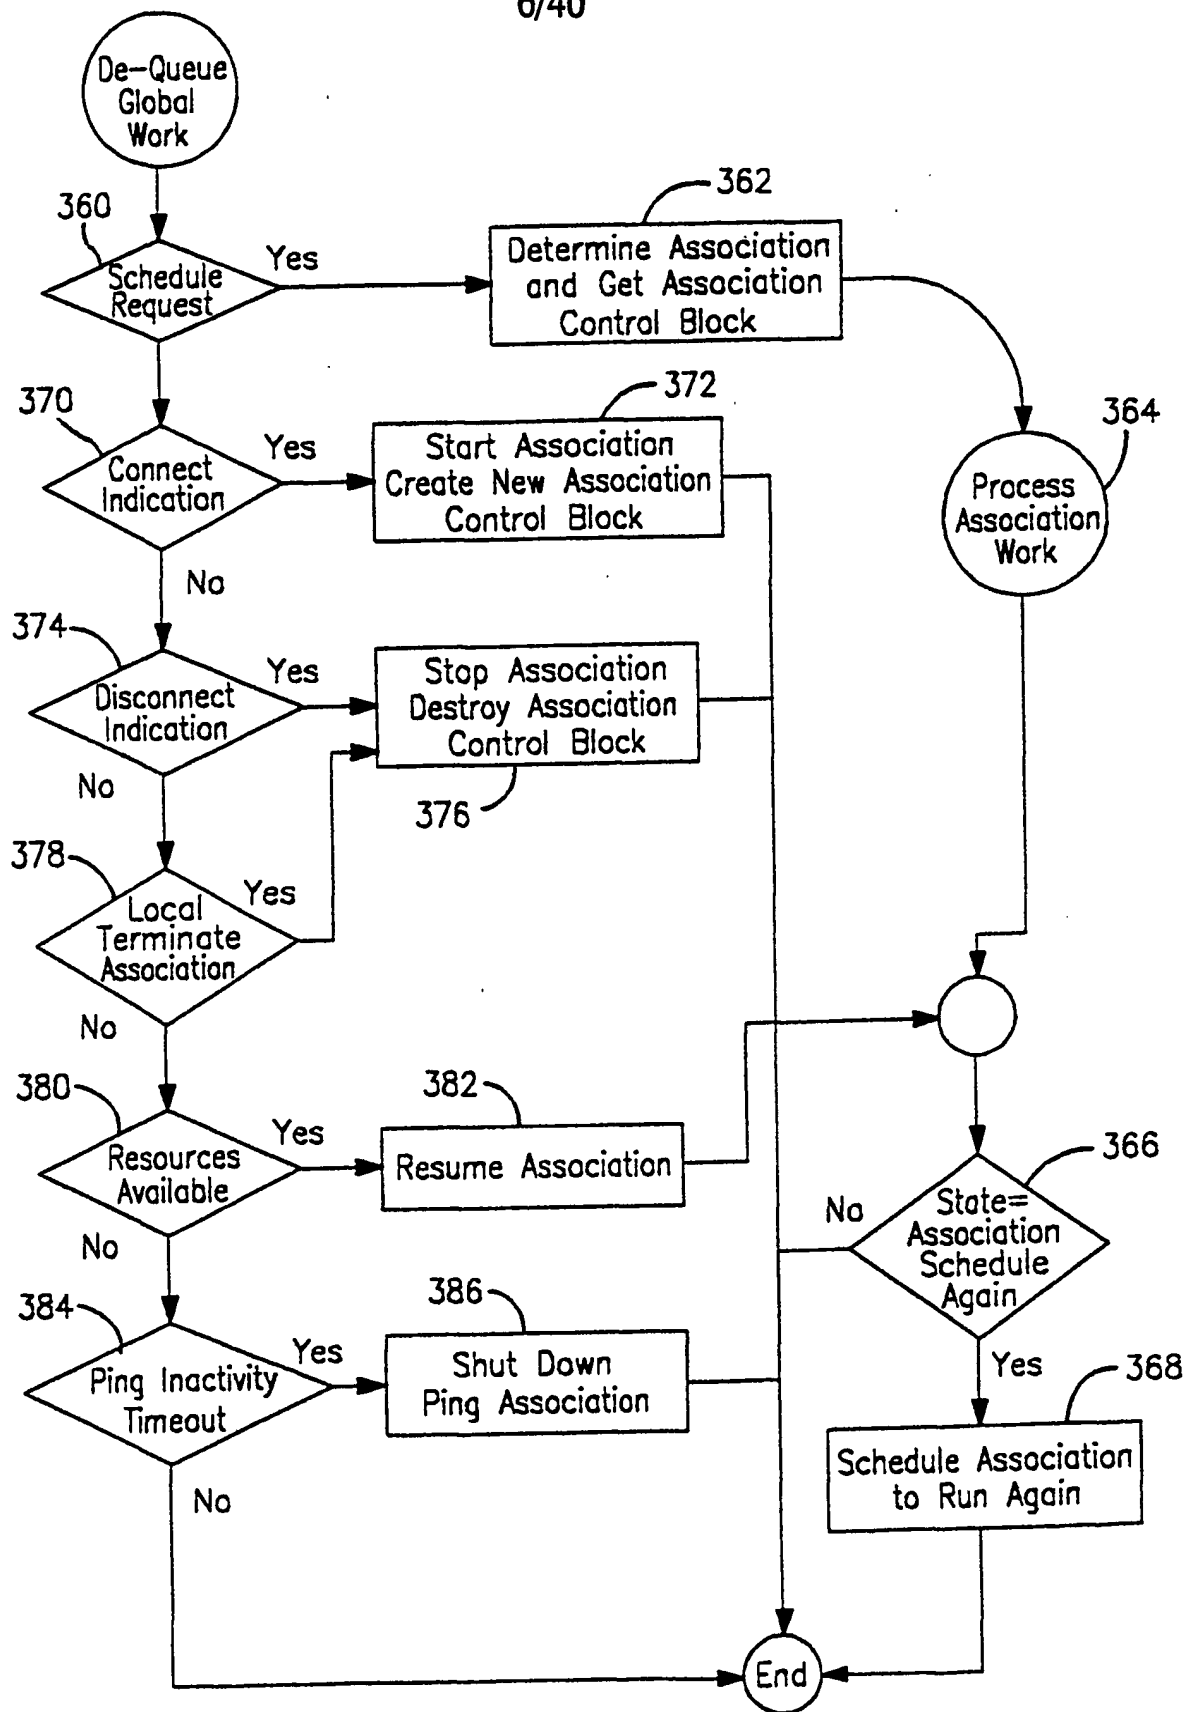 6/40
De-Queue
Global
Work
360
Schedule
Request
Yes
362
Determine Association
and Get Association
Control Block
370
Connect
Indication
Yes
372
Start Association
Create New Association
Control Block
364
Process
Association
Work
No
374
Disconnect
Indication
Yes
Stop Association
Destroy Association
Control Block
376
No
378
Local
Terminate
Association
Yes
No
380
Resources
Available
Yes
382
Resume Association
366
State=
Association
Schedule
Again
No
No
384
Ping Inactivity
Timeout
Yes
386
Shut Down
Ping Association
Yes
368
Schedule Association
to Run Again
No
End